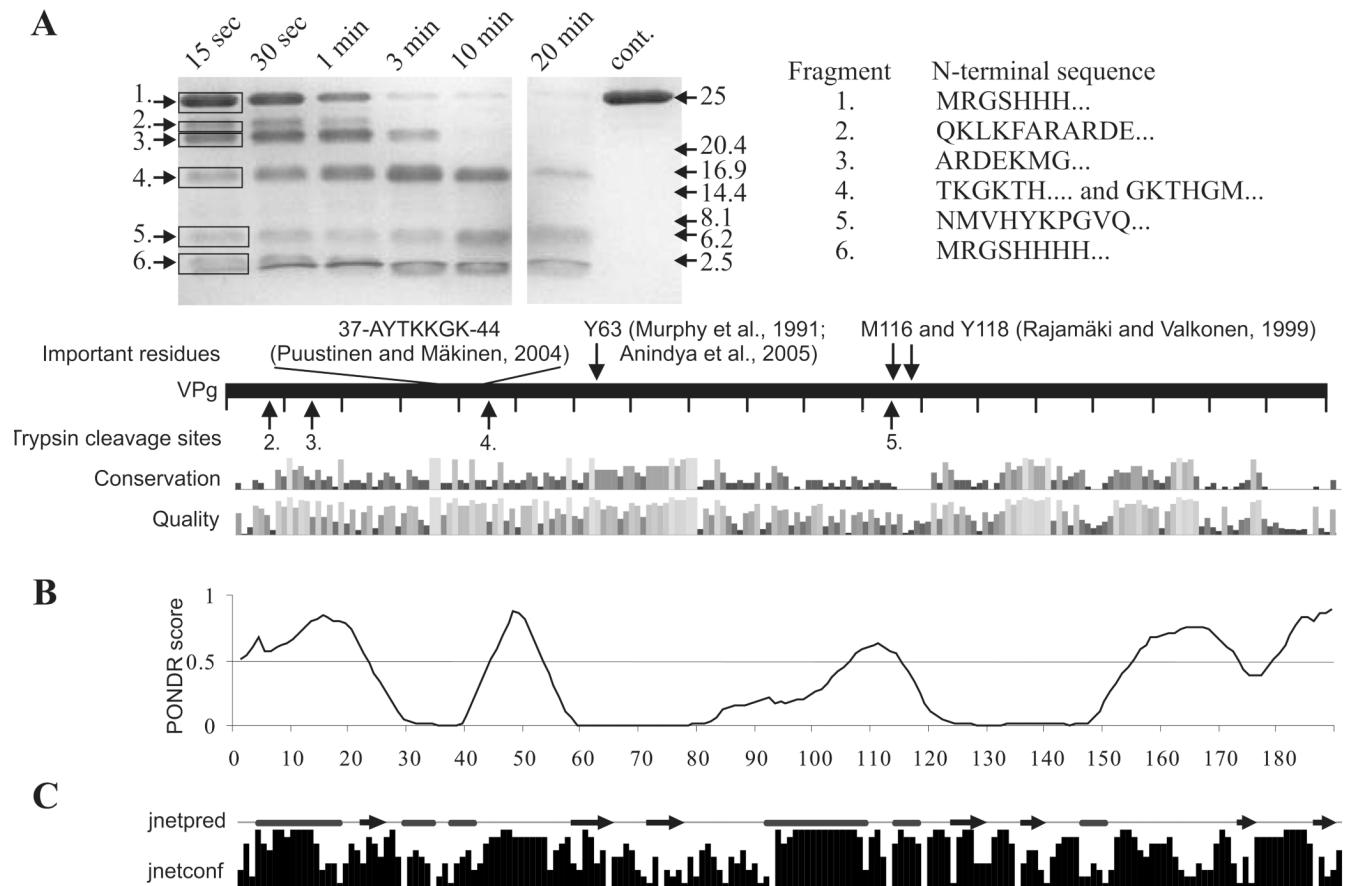 A
15 sec
30 sec
1 min
3 min
10 min
20 min
cont.
1.
2.
3.
4.
5.
6.
25
20.4
16.9
14.4
8.1
6.2
2.5
Fragment N-terminal sequence
1. MRGSHHH...
2. QKLKFARARDE...
3. ARDEKMG...
4. TKGKTH.... and GKTHGM...
5. NMVHYKPGVQ...
6. MRGSHHHH...
37-AYTKKGK-44
(Puustinen and Mäkinen, 2004)
Y63 (Murphy et al., 1991;
Anindya et al., 2005)
M116 and Y118 (Rajamäki and Valkonen, 1999)
Important residues
VPg
Trypsin cleavage sites
2. 3. 4. 5.
Conservation
Quality
B
PONDR score
1
0.5
0
0 10 20 30 40 50 60 70 80 90 100 110 120 130 140 150 160 170 180
C
jnetpred
jnetconf